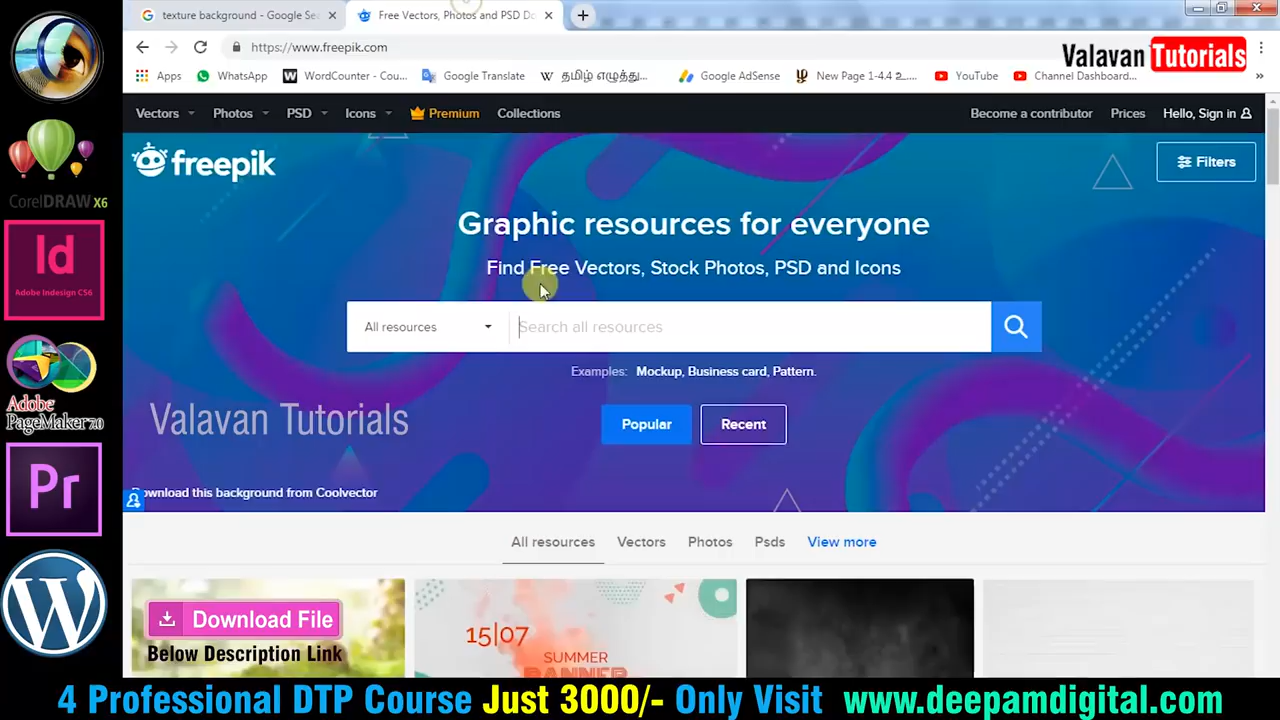 texture background - Google Se
Free Vectors, Photos and PSD Do
https://www.freepik.com
Valavan Tutorials
Apps
WhatsApp
WordCounter - Cou...
Google Translate
தமிழ் எழுத்து...
Google AdSense
New Page 1-4.4 உ.....
YouTube
Channel Dashboard...
Vectors
Photos
PSD
Icons
Premium
Collections
Become a contributor
Prices
Hello, Sign in
freepik
Filters
Graphic resources for everyone
Find Free Vectors, Stock Photos, PSD and Icons
All resources
Search all resources
Examples: Mockup, Business card, Pattern.
Valavan Tutorials
Popular
Recent
Download this background from Coolvector
All resources
Vectors
Photos
Psds
View more
Download File
Below Description Link
15|07
SUMMER
BANNER
CorelDRAW X6
Id
Adobe Indesign CS6
Adobe
PageMaker 7.0
Pr
W
4 Professional DTP Course Just 3000/- Only Visit www.deepamdigital.com